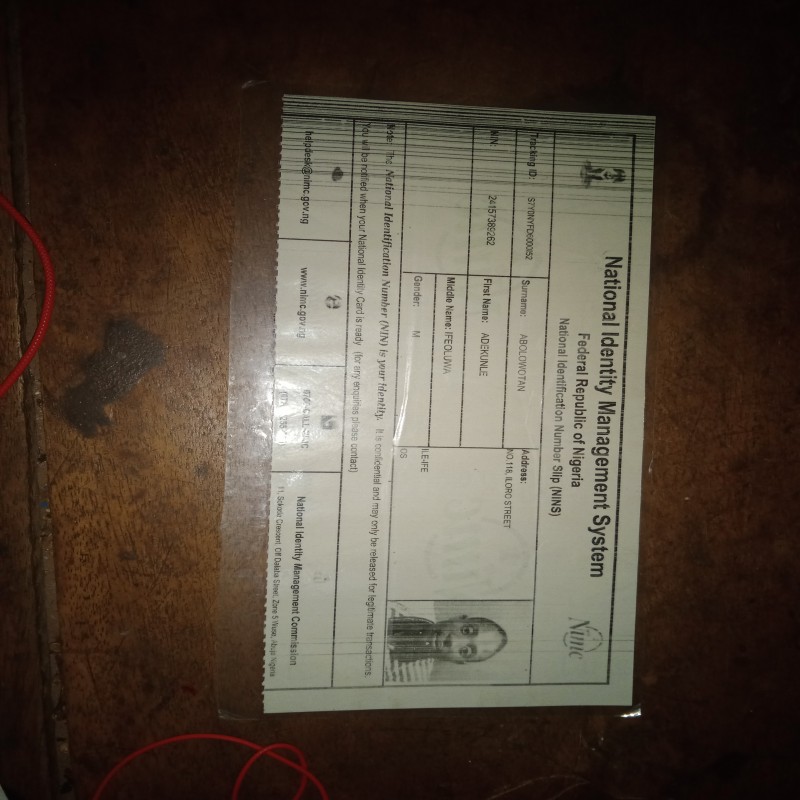 National Identity Management System
Federal Republic of Nigeria
National Identification Number Slip (NINS)
Nimc
Tracking ID:
Surname: ABOLOWOTAN
Address:
NIN: 24157389262
First Name: ADEKUNLE
NO.118, ILORO STREET
Middle Name: IFEOLUWA
Gender: M
ILE-IFE
OS
Note: The National Identification Number (NIN) is your identity. It is confidential and may only be released for legitimate transactions.
You will be notified when your National Identity Card is ready (for any enquiries please contact)
helpdesk@nimc.gov.ng
www.nimc.gov.ng
National Identity Management Commission
11, Sokode Crescent, Off Dalaba Street, Zone 5 Wuse, Abuja Nigeria